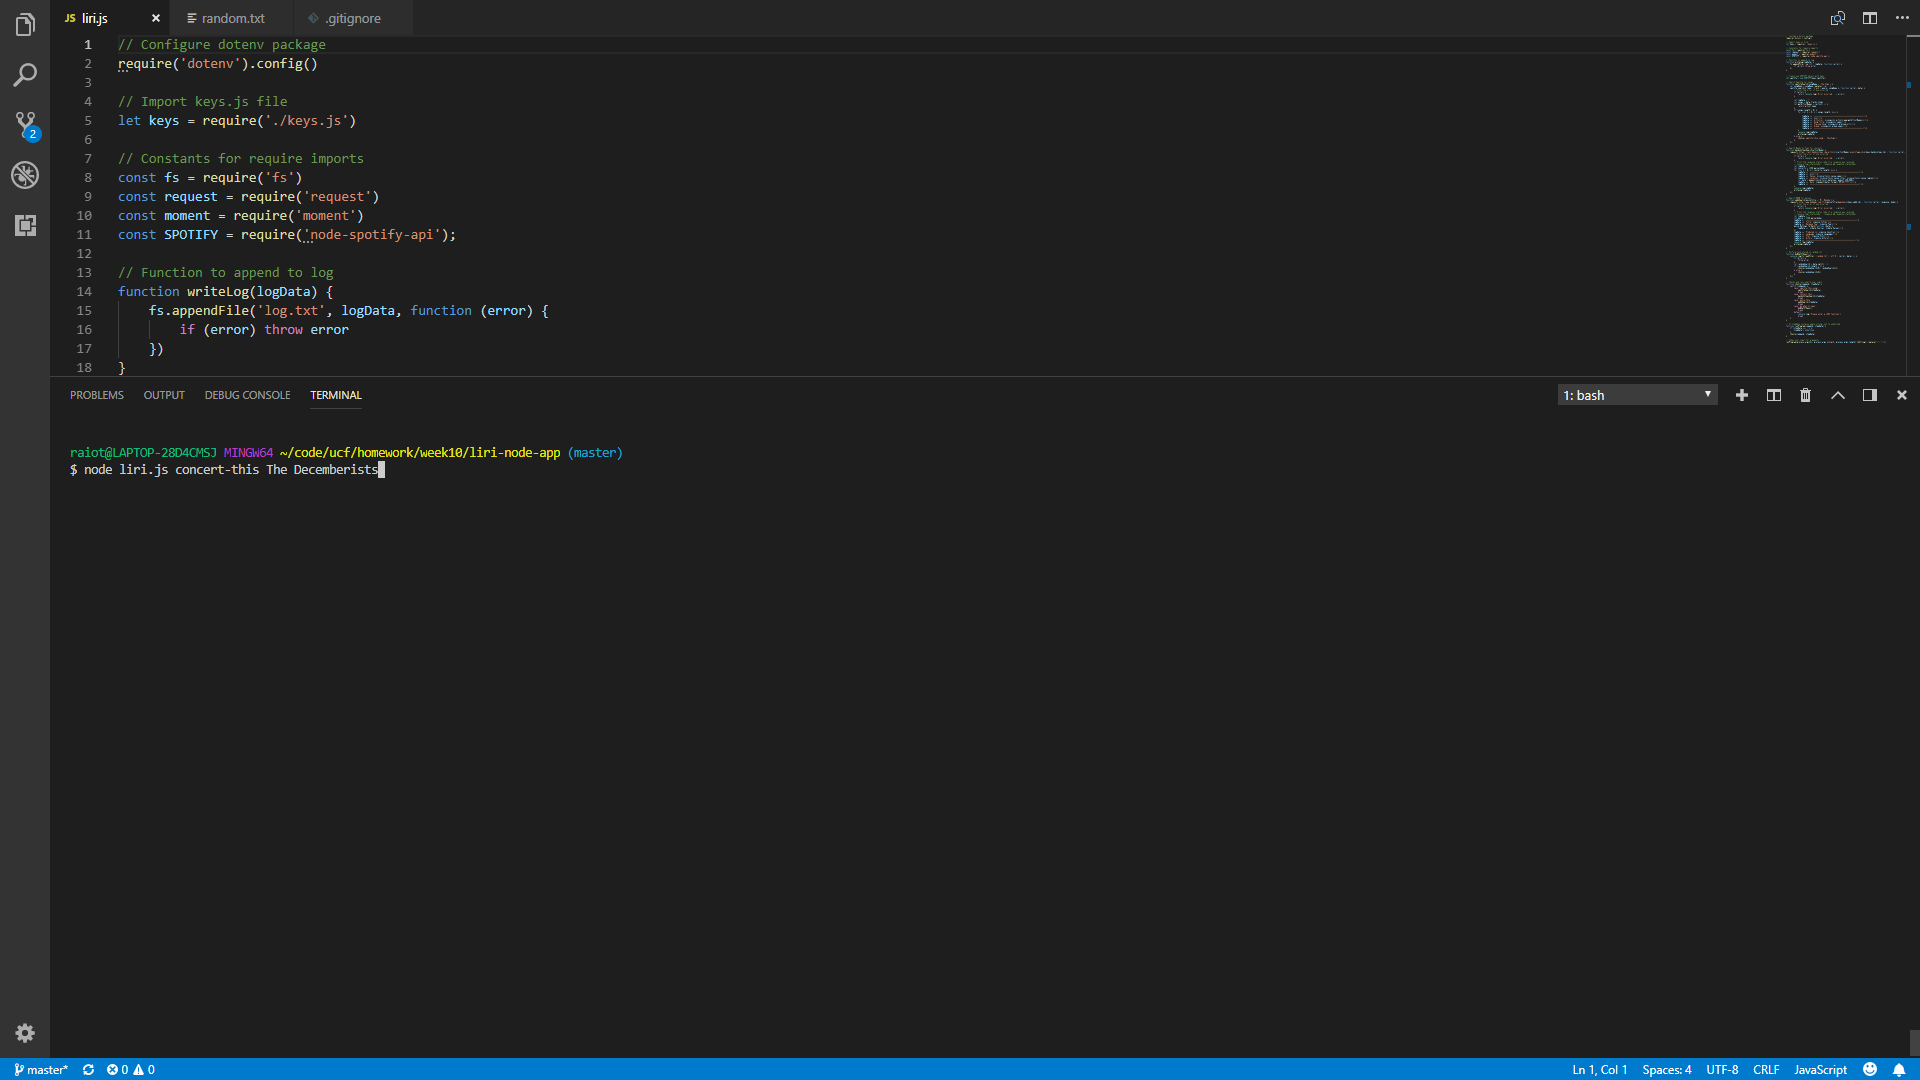 JS liri.js
random.txt
.gitignore
1 // Configure dotenv package
2 require('dotenv').config()
3
4 // Import keys.js file
5 let keys = require('./keys.js')
6
7 // Constants for require imports
8 const fs = require('fs')
9 const request = require('request')
10 const moment = require('moment')
11 const SPOTIFY = require('node-spotify-api');
12
13 // Function to append to log
14 function writeLog(logData) {
15 fs.appendFile('log.txt', logData, function (error) {
16 if (error) throw error
17 })
18 }
2
PROBLEMS OUTPUT DEBUG CONSOLE TERMINAL
1: bash
raiot@LAPTOP-28D4CMSJ MINGW64 ~/code/ucf/homework/week10/liri-node-app (master)
$ node liri.js concert-this The Decemberists
master* 0 0
Ln 1, Col 1 Spaces: 4 UTF-8 CRLF JavaScript